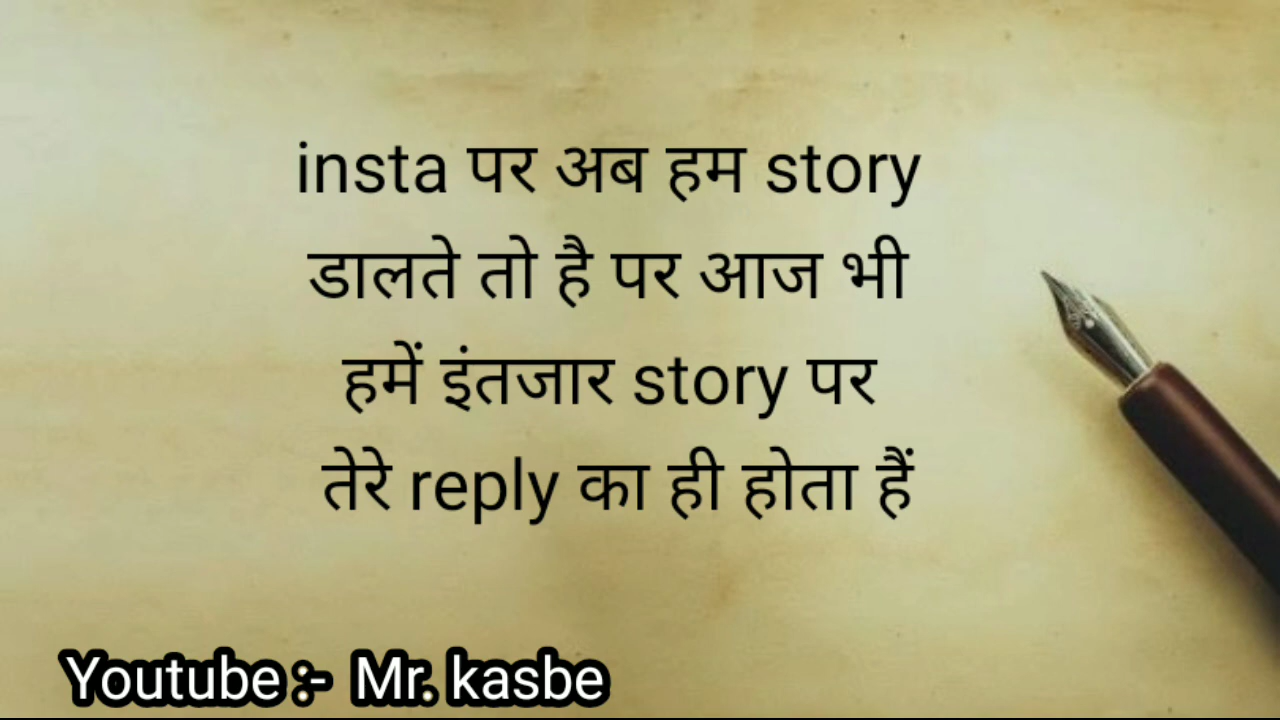 insta पर अब हम story
डालते तो है पर आज भी
हमें इंतजार story पर
तेरे reply का ही होता हैं
Youtube :- Mr. kasbe